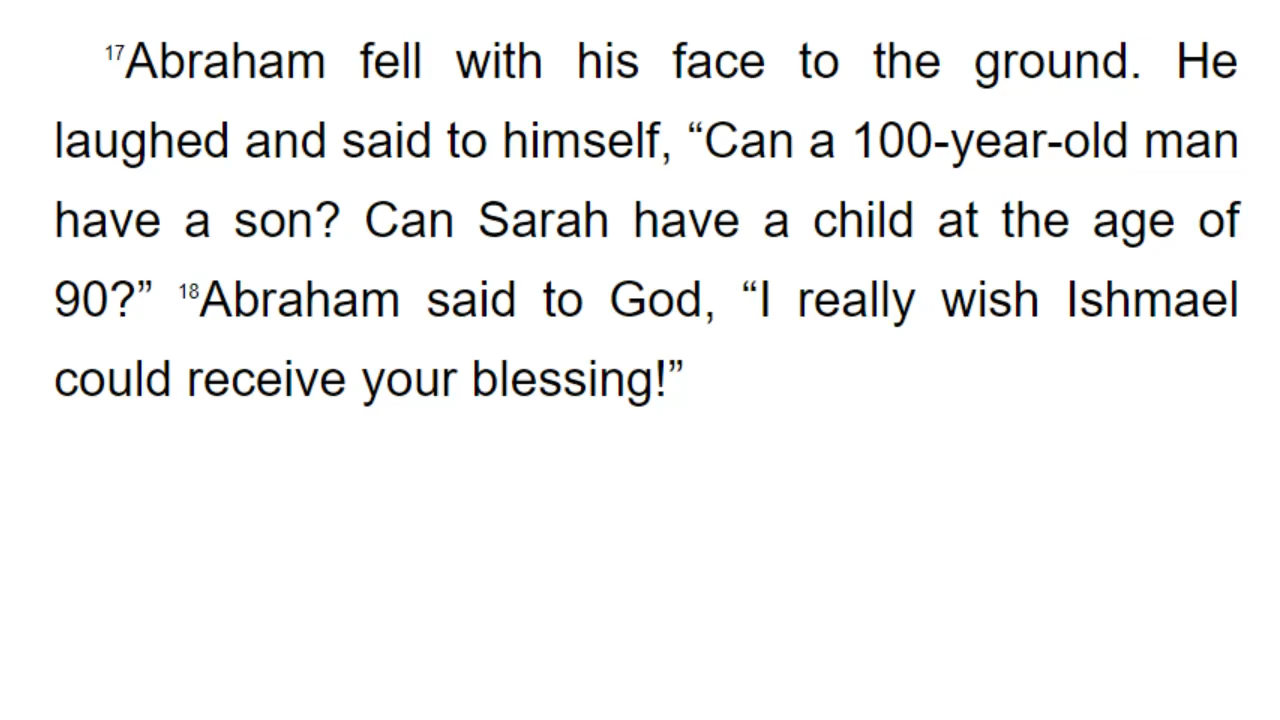 17Abraham fell with his face to the ground. He
laughed and said to himself, “Can a 100-year-old man
have a son? Can Sarah have a child at the age of
90?” 18Abraham said to God, “I really wish Ishmael
could receive your blessing!”